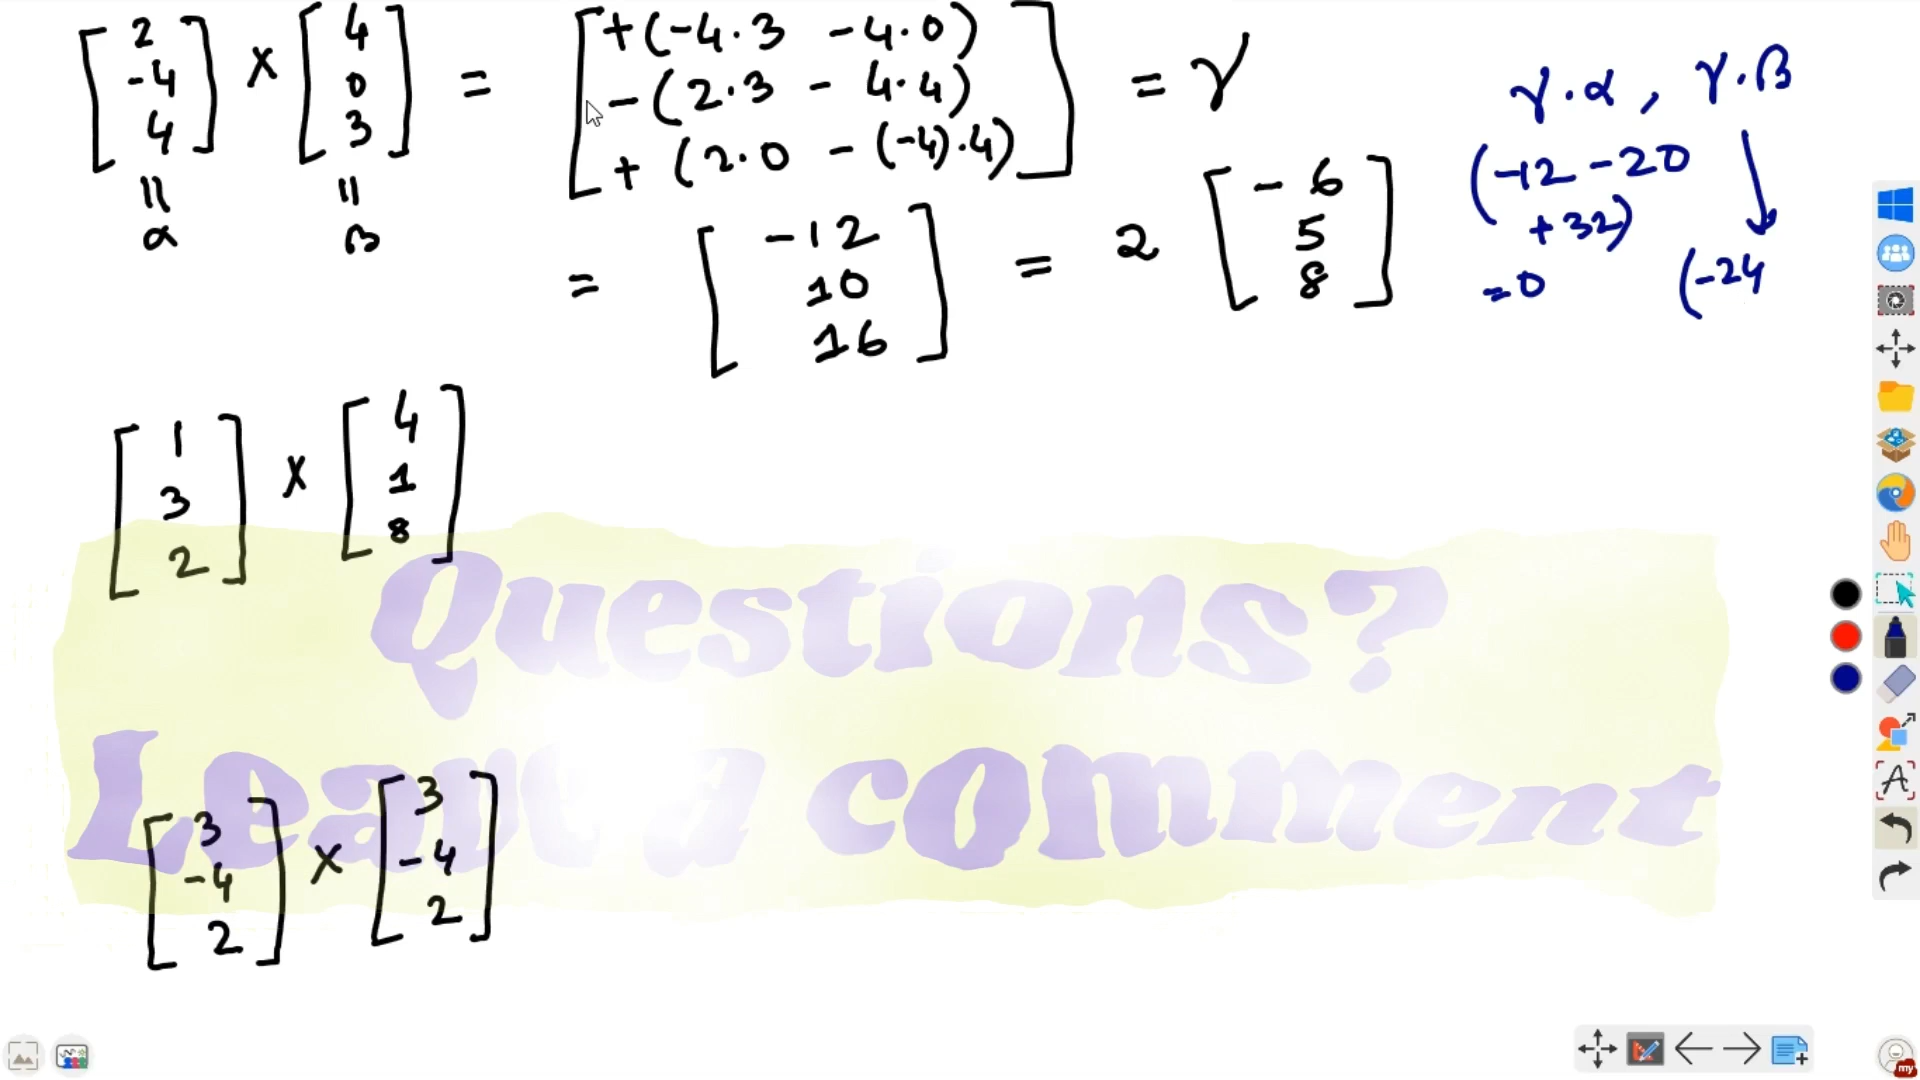 [2 -4 4] × [4 0 3] = [+(-4·3 -4·0) -(2·3 - 4·4) +(2·0 - (-4)·4)] = γ
॥ α ॥ β
= [-12 10 16] = 2 [-6 5 8]
γ·α, γ·β
(-12 -20
+32)
=0 (-24
[1 3 2] × [4 1 8]
Questions?
Leave a comment
[3 -4 2] × [3 -4 2]
my